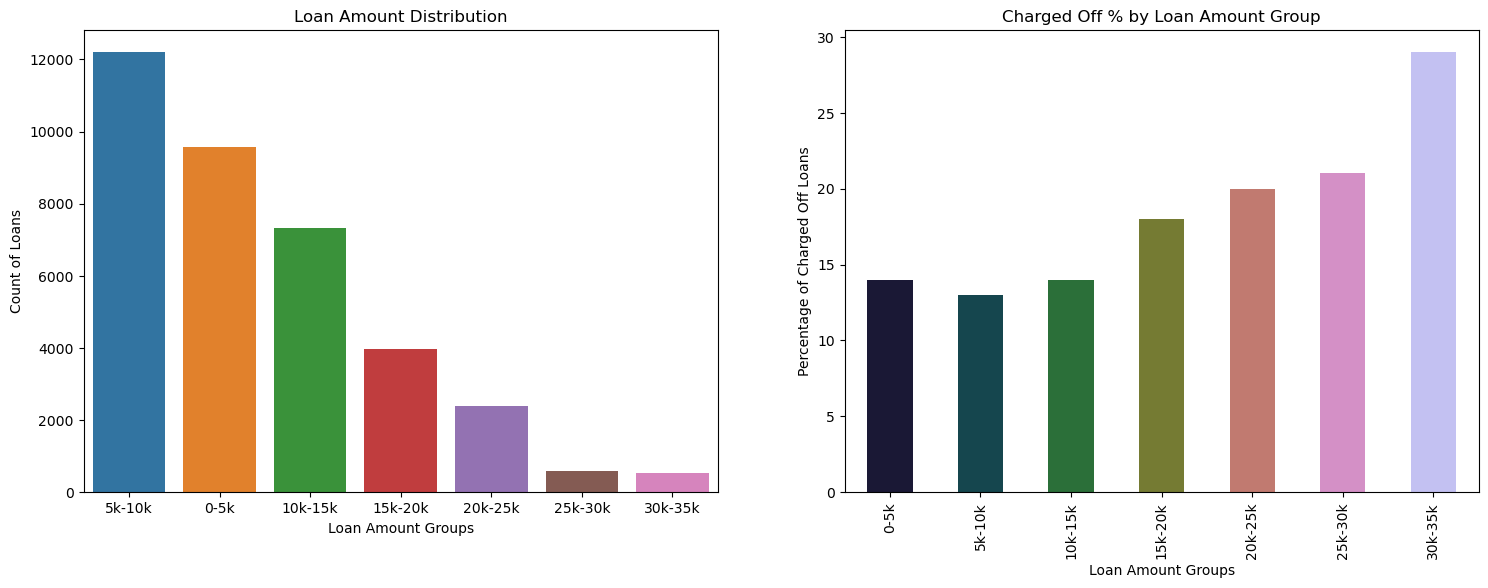 Loan Amount Distribution
12000
10000
8000
6000
4000
2000
0
Count of Loans
5k-10k 0-5k 10k-15k 15k-20k 20k-25k 25k-30k 30k-35k
Loan Amount Groups
Charged Off % by Loan Amount Group
30
25
20
15
10
5
0
Percentage of Charged Off Loans
0-5k 5k-10k 10k-15k 15k-20k 20k-25k 25k-30k 30k-35k
Loan Amount Groups